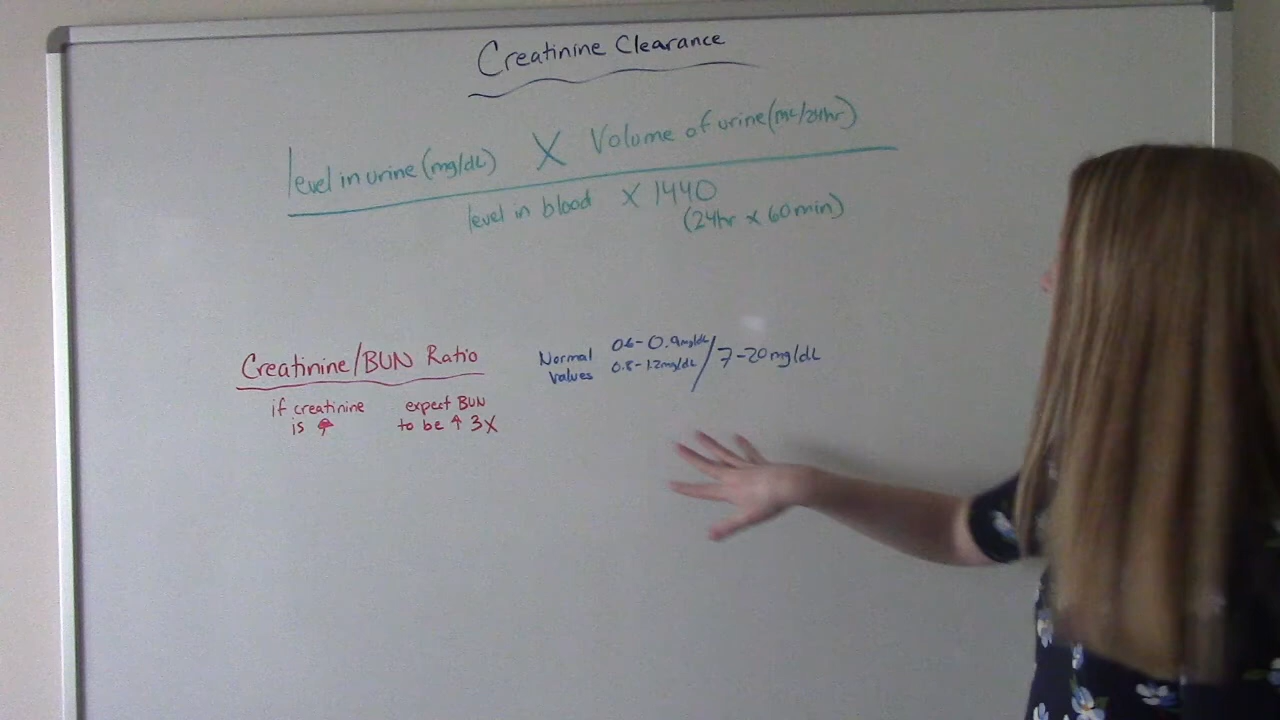 Creatinine Clearance
level in urine (mg/dL) X Volume of urine (mL/24hr)
level in blood X 1440
(24hr x 60min)
Creatinine/BUN Ratio
if creatinine
is ↑
expect BUN
to be ↑ 3X
Normal
Values
0.6-0.9mg/dL
0.8-1.2mg/dL / 7-20mg/dL